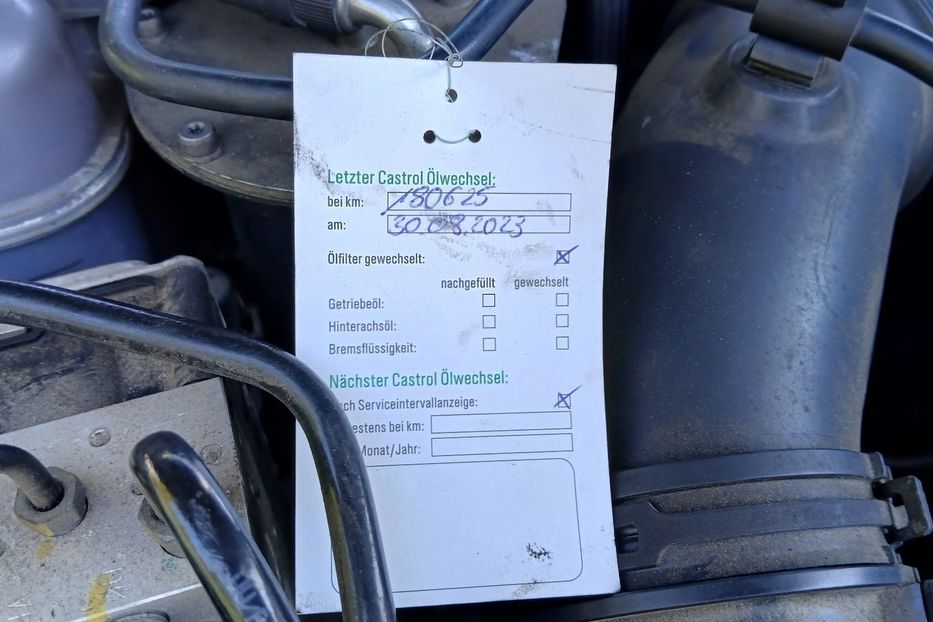 Letzter Castrol Ölwechsel:
bei km: 180625
am: 30.08.2023
Ölfilter gewechselt:
nachgefüllt gewechselt
Getriebeöl:
Hinterachsöl:
Bremsflüssigkeit:
Nächster Castrol Ölwechsel:
Serviceintervallanzeige:
bei km:
Monat/Jahr: